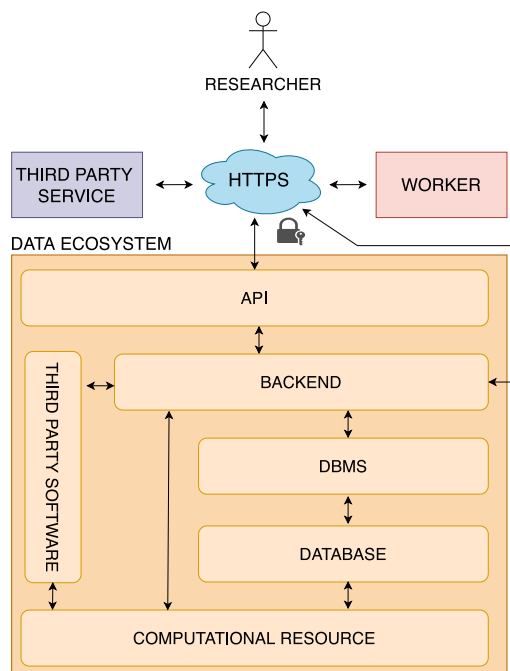 RESEARCHER
THIRD PARTY
SERVICE
HTTPS
WORKER
DATA ECOSYSTEM
API
THIRD PARTY SOFTWARE
BACKEND
DBMS
DATABASE
COMPUTATIONAL RESOURCE